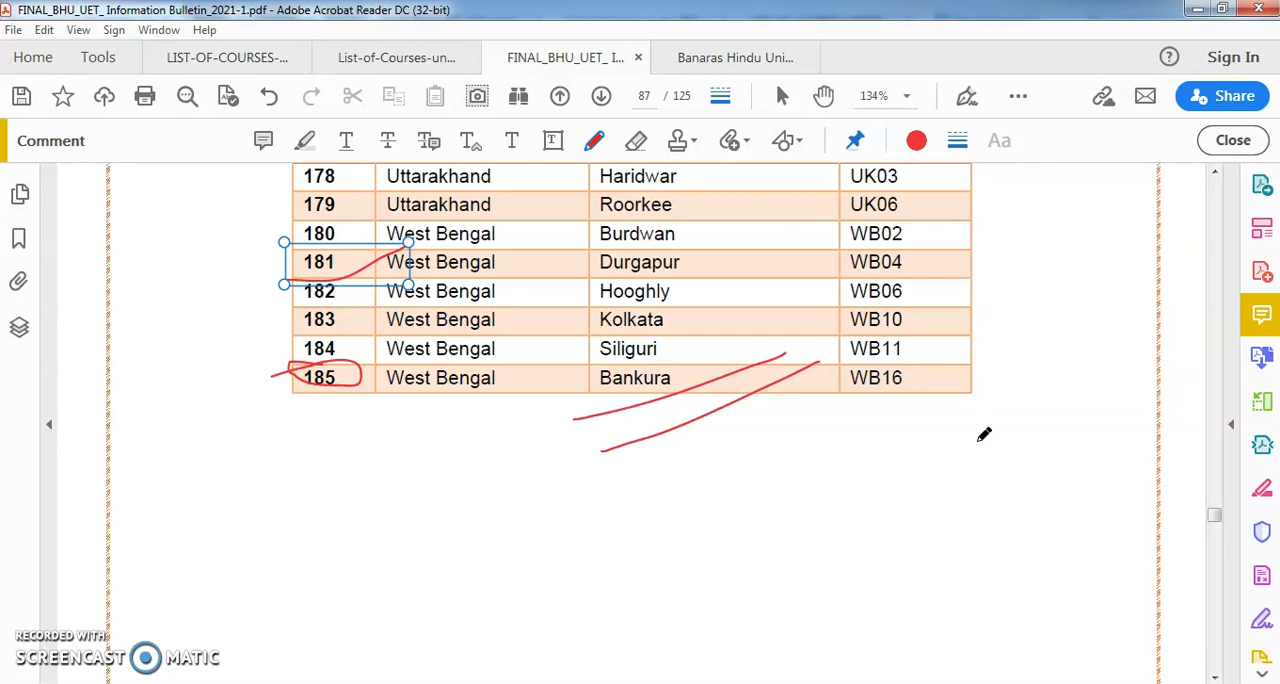 FINAL_BHU_UET_ Information Bulletin_2021-1.pdf - Adobe Acrobat Reader DC (32-bit)
File Edit View Sign Window Help
Home Tools LIST-OF-COURSES-... List-of-Courses-un... FINAL_BHU_UET_ I... × Banaras Hindu Uni... ? Sign In
87 / 125 134% Share
Comment Aa Close
178 Uttarakhand Haridwar UK03
179 Uttarakhand Roorkee UK06
180 West Bengal Burdwan WB02
181 West Bengal Durgapur WB04
182 West Bengal Hooghly WB06
183 West Bengal Kolkata WB10
184 West Bengal Siliguri WB11
185 West Bengal Bankura WB16
RECORDED WITH
SCREENCAST MATIC